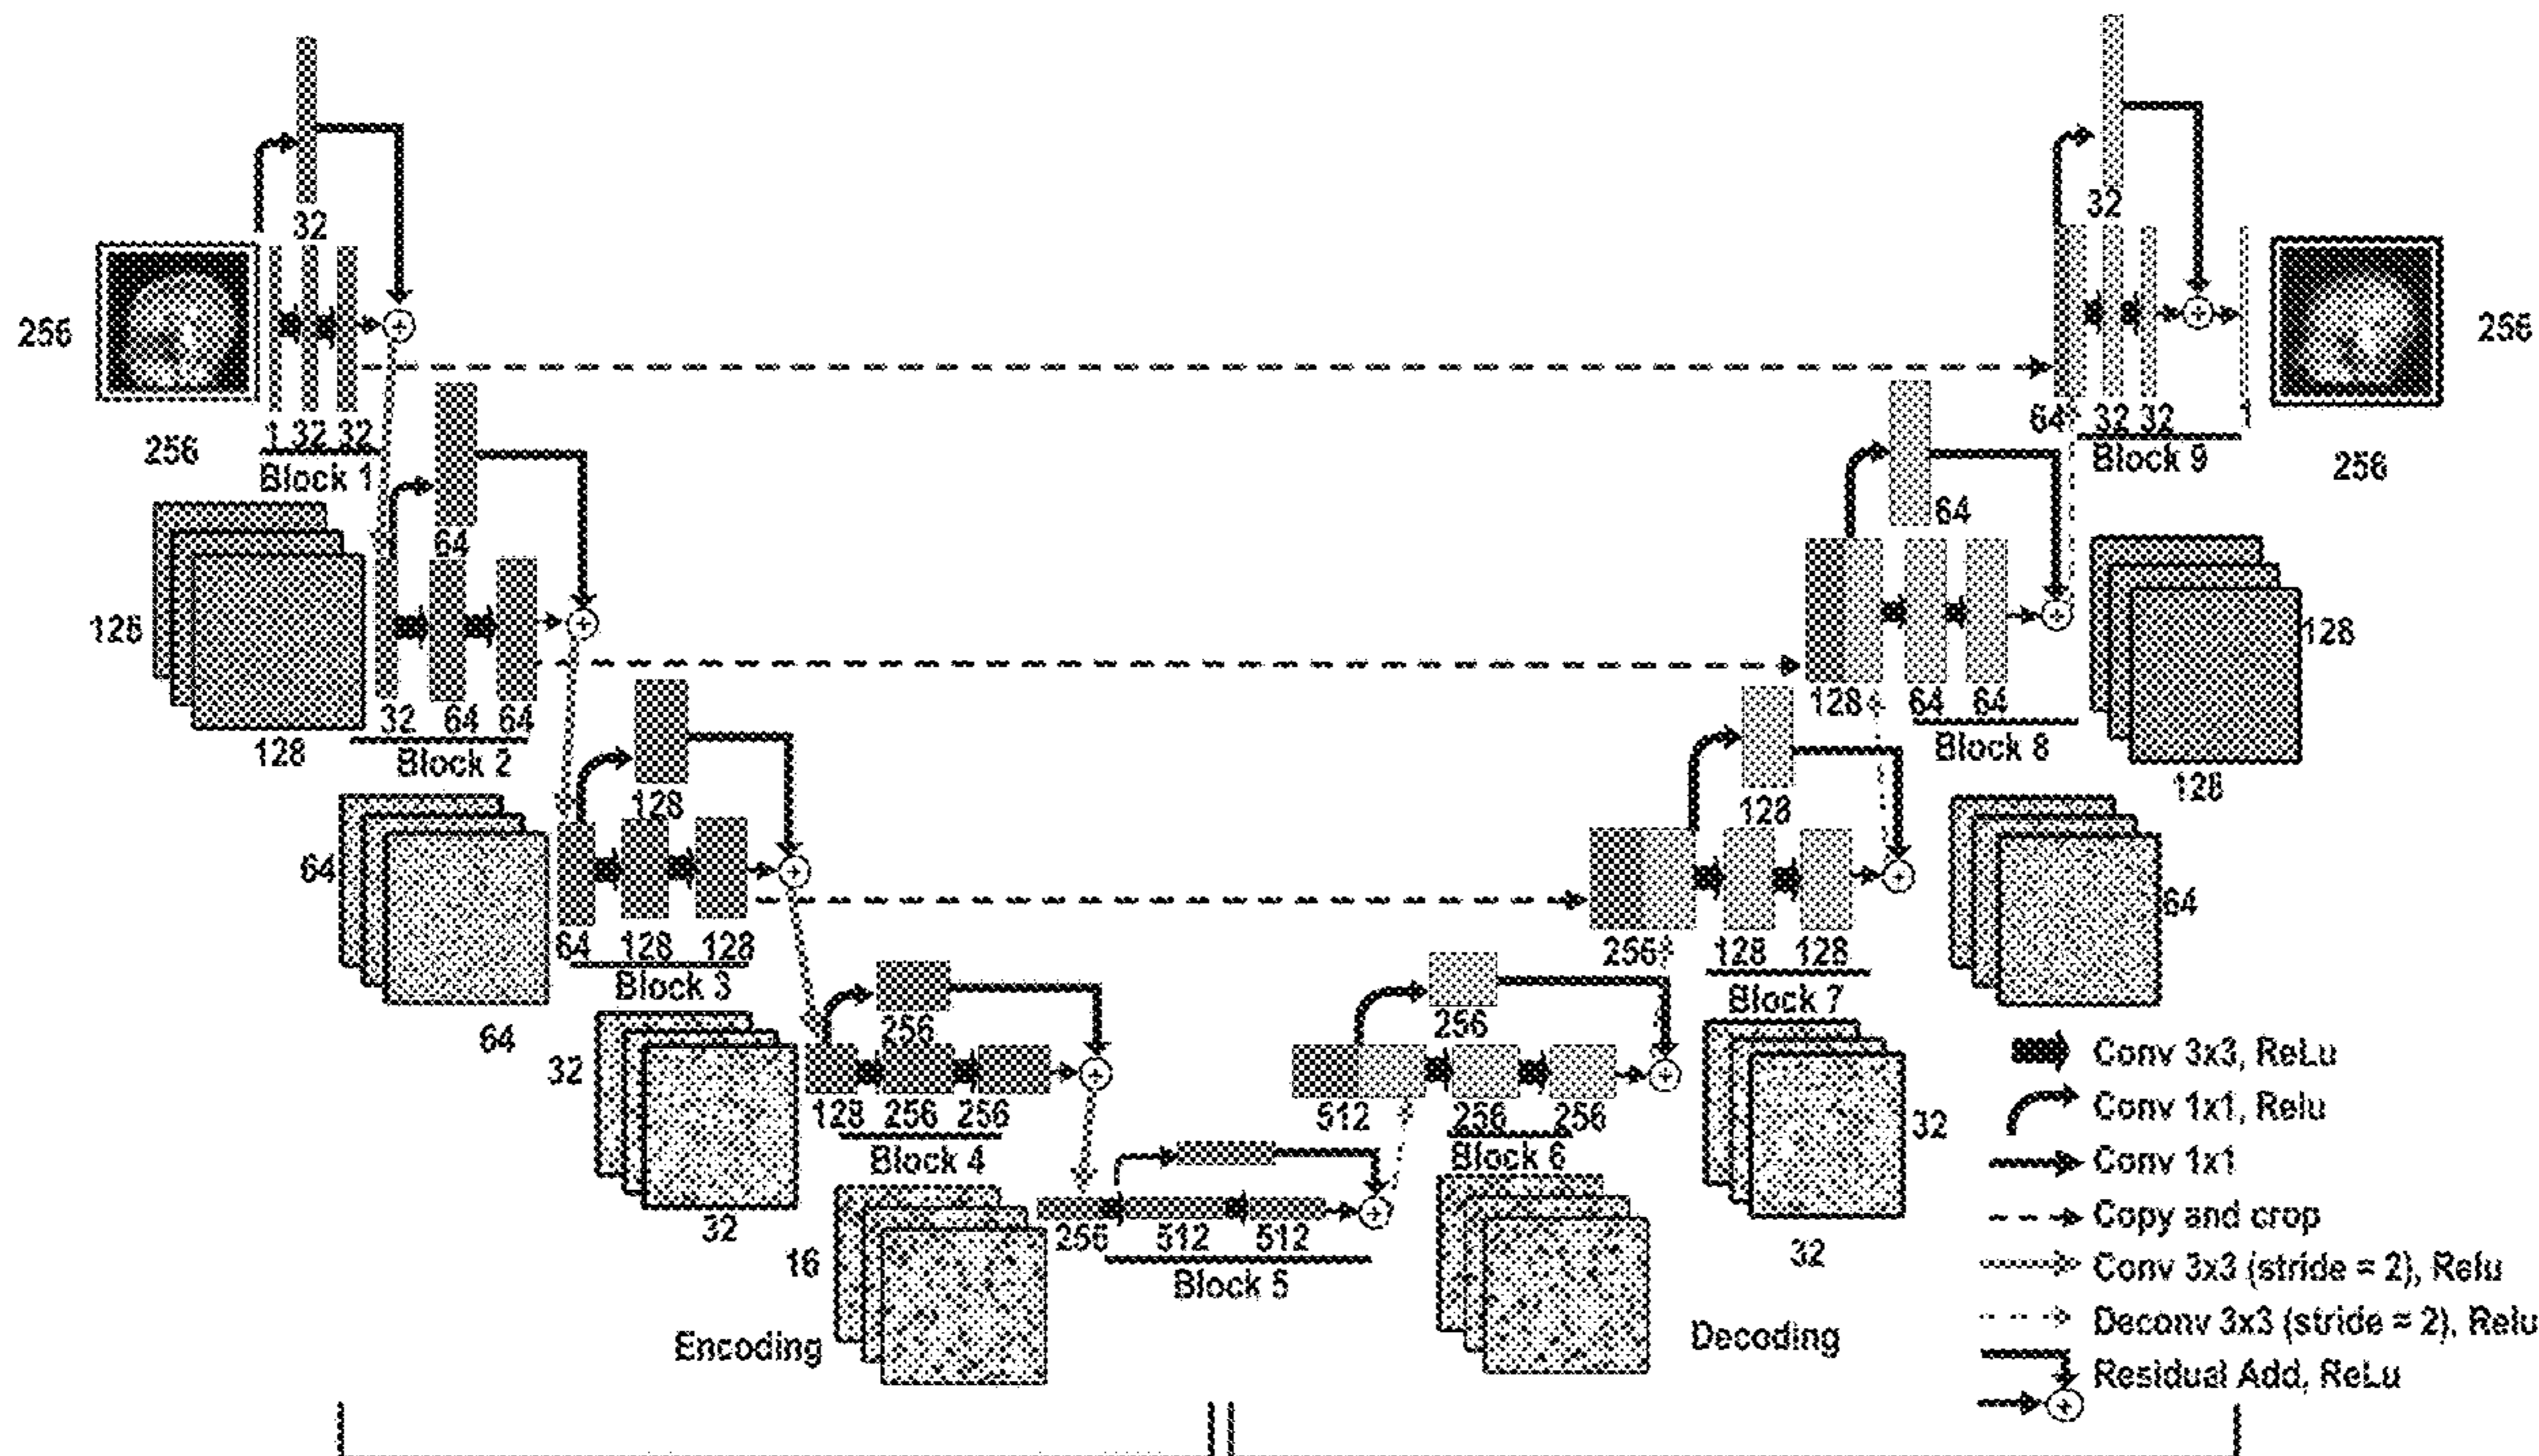 32
256
1 32 32
256
Block 1
32
64 32 32 1
Block 9
256
256
64
128
32 64 64
128
Block 2
64
128 64 64
Block 8
128
128
128
64
64 128 128
Block 3
64
128
256 128 128
Block 7
64
256
32
128 256 256
Block 4
32
256
512 256 256
Block 6
32
32
16
256 512 512
Block 5
Encoding
Decoding
Conv 3x3, ReLu
Conv 1x1, Relu
Conv 1x1
Copy and crop
Conv 3x3 (stride = 2), Relu
Deconv 3x3 (stride = 2), Relu
Residual Add, ReLu